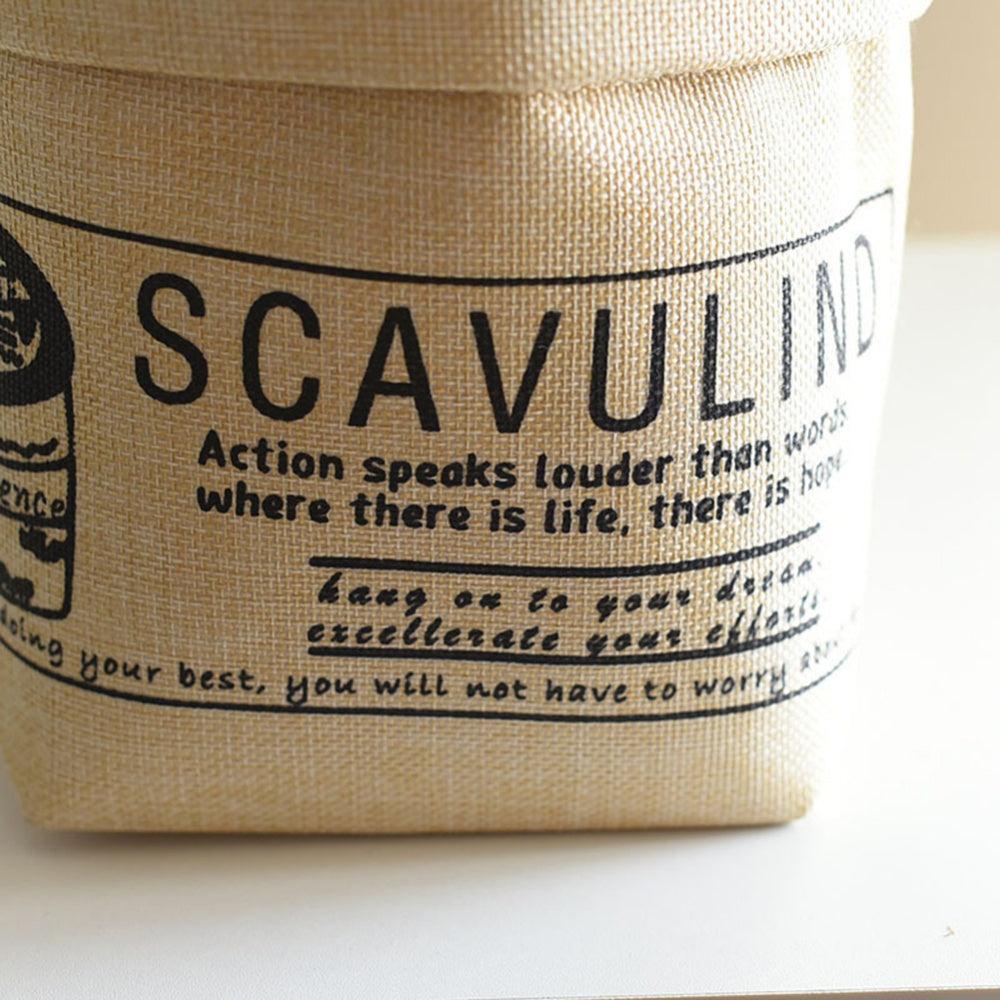 SCAVULIND
Action speaks louder than words
where there is life, there is hope
ence
hang on to your dream
excellerate your efforts
doing your best, you will not have to worry